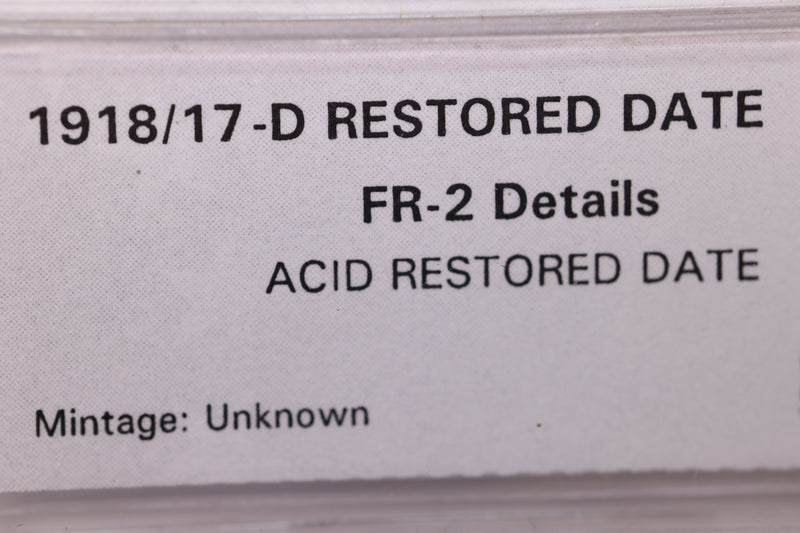 1918/17-D RESTORED DATE
FR-2 Details
ACID RESTORED DATE
Mintage: Unknown